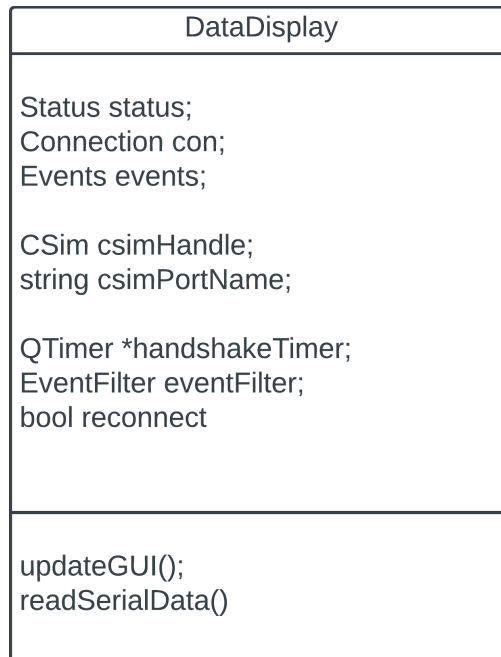 DataDisplay
Status status;
Connection con;
Events events;
CSim csimHandle;
string csimPortName;
QTimer *handshakeTimer;
EventFilter eventFilter;
bool reconnect
updateGUI();
readSerialData()